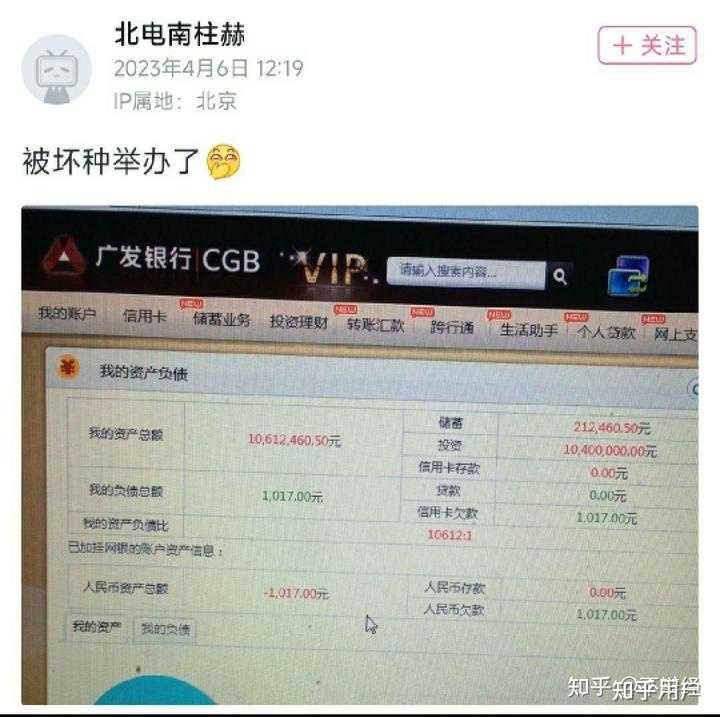 北电南柱赫
2023年4月6日 12:19
IP属地：北京
＋ 关注
被坏种举办了
广发银行 CGB
VIP
请输入搜索内容...
我的账户 信用卡 储蓄业务 投资理财 转账汇款 跨行通 生活助手 个人贷款 网上支
NEW NEW NEW NEW NEW NEW
我的资产负债
我的资产总额 10,612,460.50元
储蓄 212,460.50元
投资 10,400,000.00元
信用卡存款 0.00元
我的负债总额 1,017.00元
贷款 0.00元
信用卡欠款 1,017.00元
我的资产负债比 10612:1
已加挂网银的账户资产信息：
人民币资产总额 -1,017.00元
人民币存款 0.00元
人民币欠款 1,017.00元
我的资产 我的负债
知乎
知乎用户